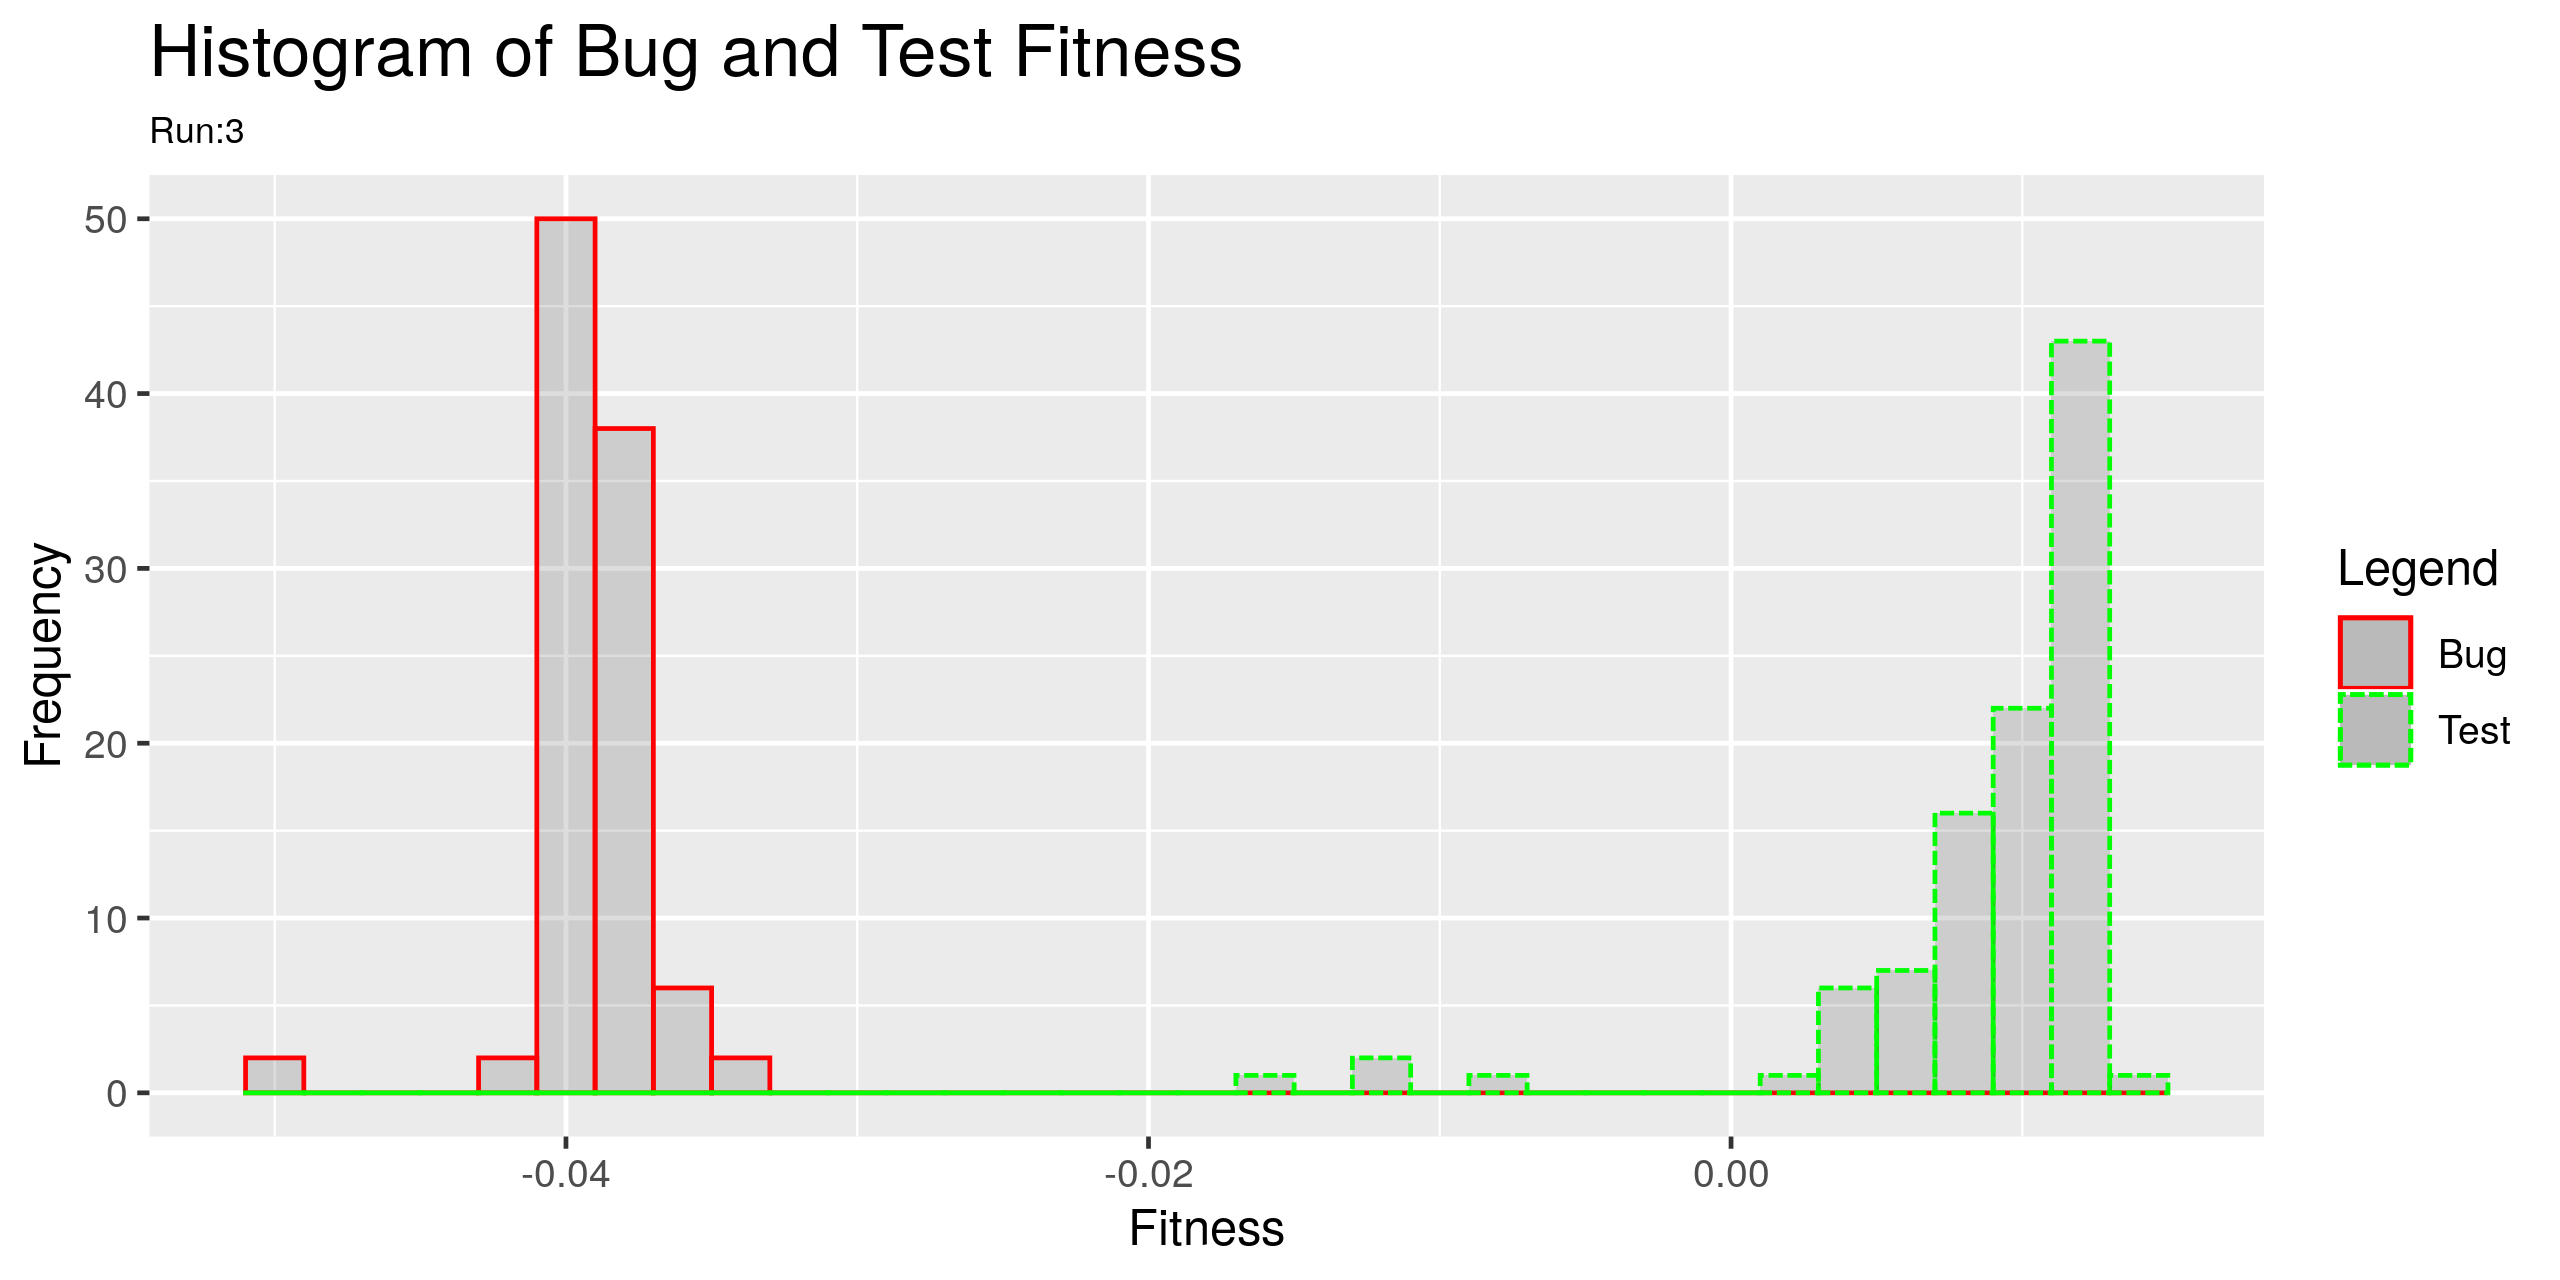 Histogram of Bug and Test Fitness
Run:3
Frequency
50
40
30
20
10
0
-0.04
-0.02
0.00
Fitness
Legend
Bug
Test